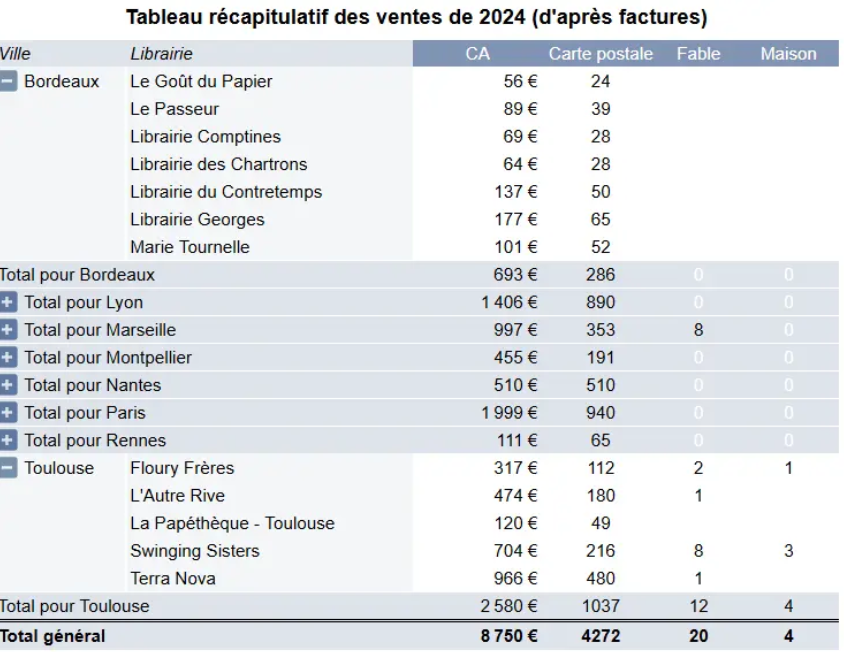 Tableau récapitulatif des ventes de 2024 (d'après factures)
Ville Librairie CA Carte postale Fable Maison
Bordeaux Le Goût du Papier 56 € 24
Le Passeur 89 € 39
Librairie Comptines 69 € 28
Librairie des Chartrons 64 € 28
Librairie du Contretemps 137 € 50
Librairie Georges 177 € 65
Marie Tournelle 101 € 52
Total pour Bordeaux 693 € 286 0 0
Total pour Lyon 1 406 € 890 0 0
Total pour Marseille 997 € 353 8 0
Total pour Montpellier 455 € 191 0 0
Total pour Nantes 510 € 510 0 0
Total pour Paris 1 999 € 940 0 0
Total pour Rennes 111 € 65 0 0
Toulouse Floury Frères 317 € 112 2 1
L'Autre Rive 474 € 180 1
La Papéthèque - Toulouse 120 € 49
Swinging Sisters 704 € 216 8 3
Terra Nova 966 € 480 1
Total pour Toulouse 2 580 € 1037 12 4
Total général 8 750 € 4272 20 4